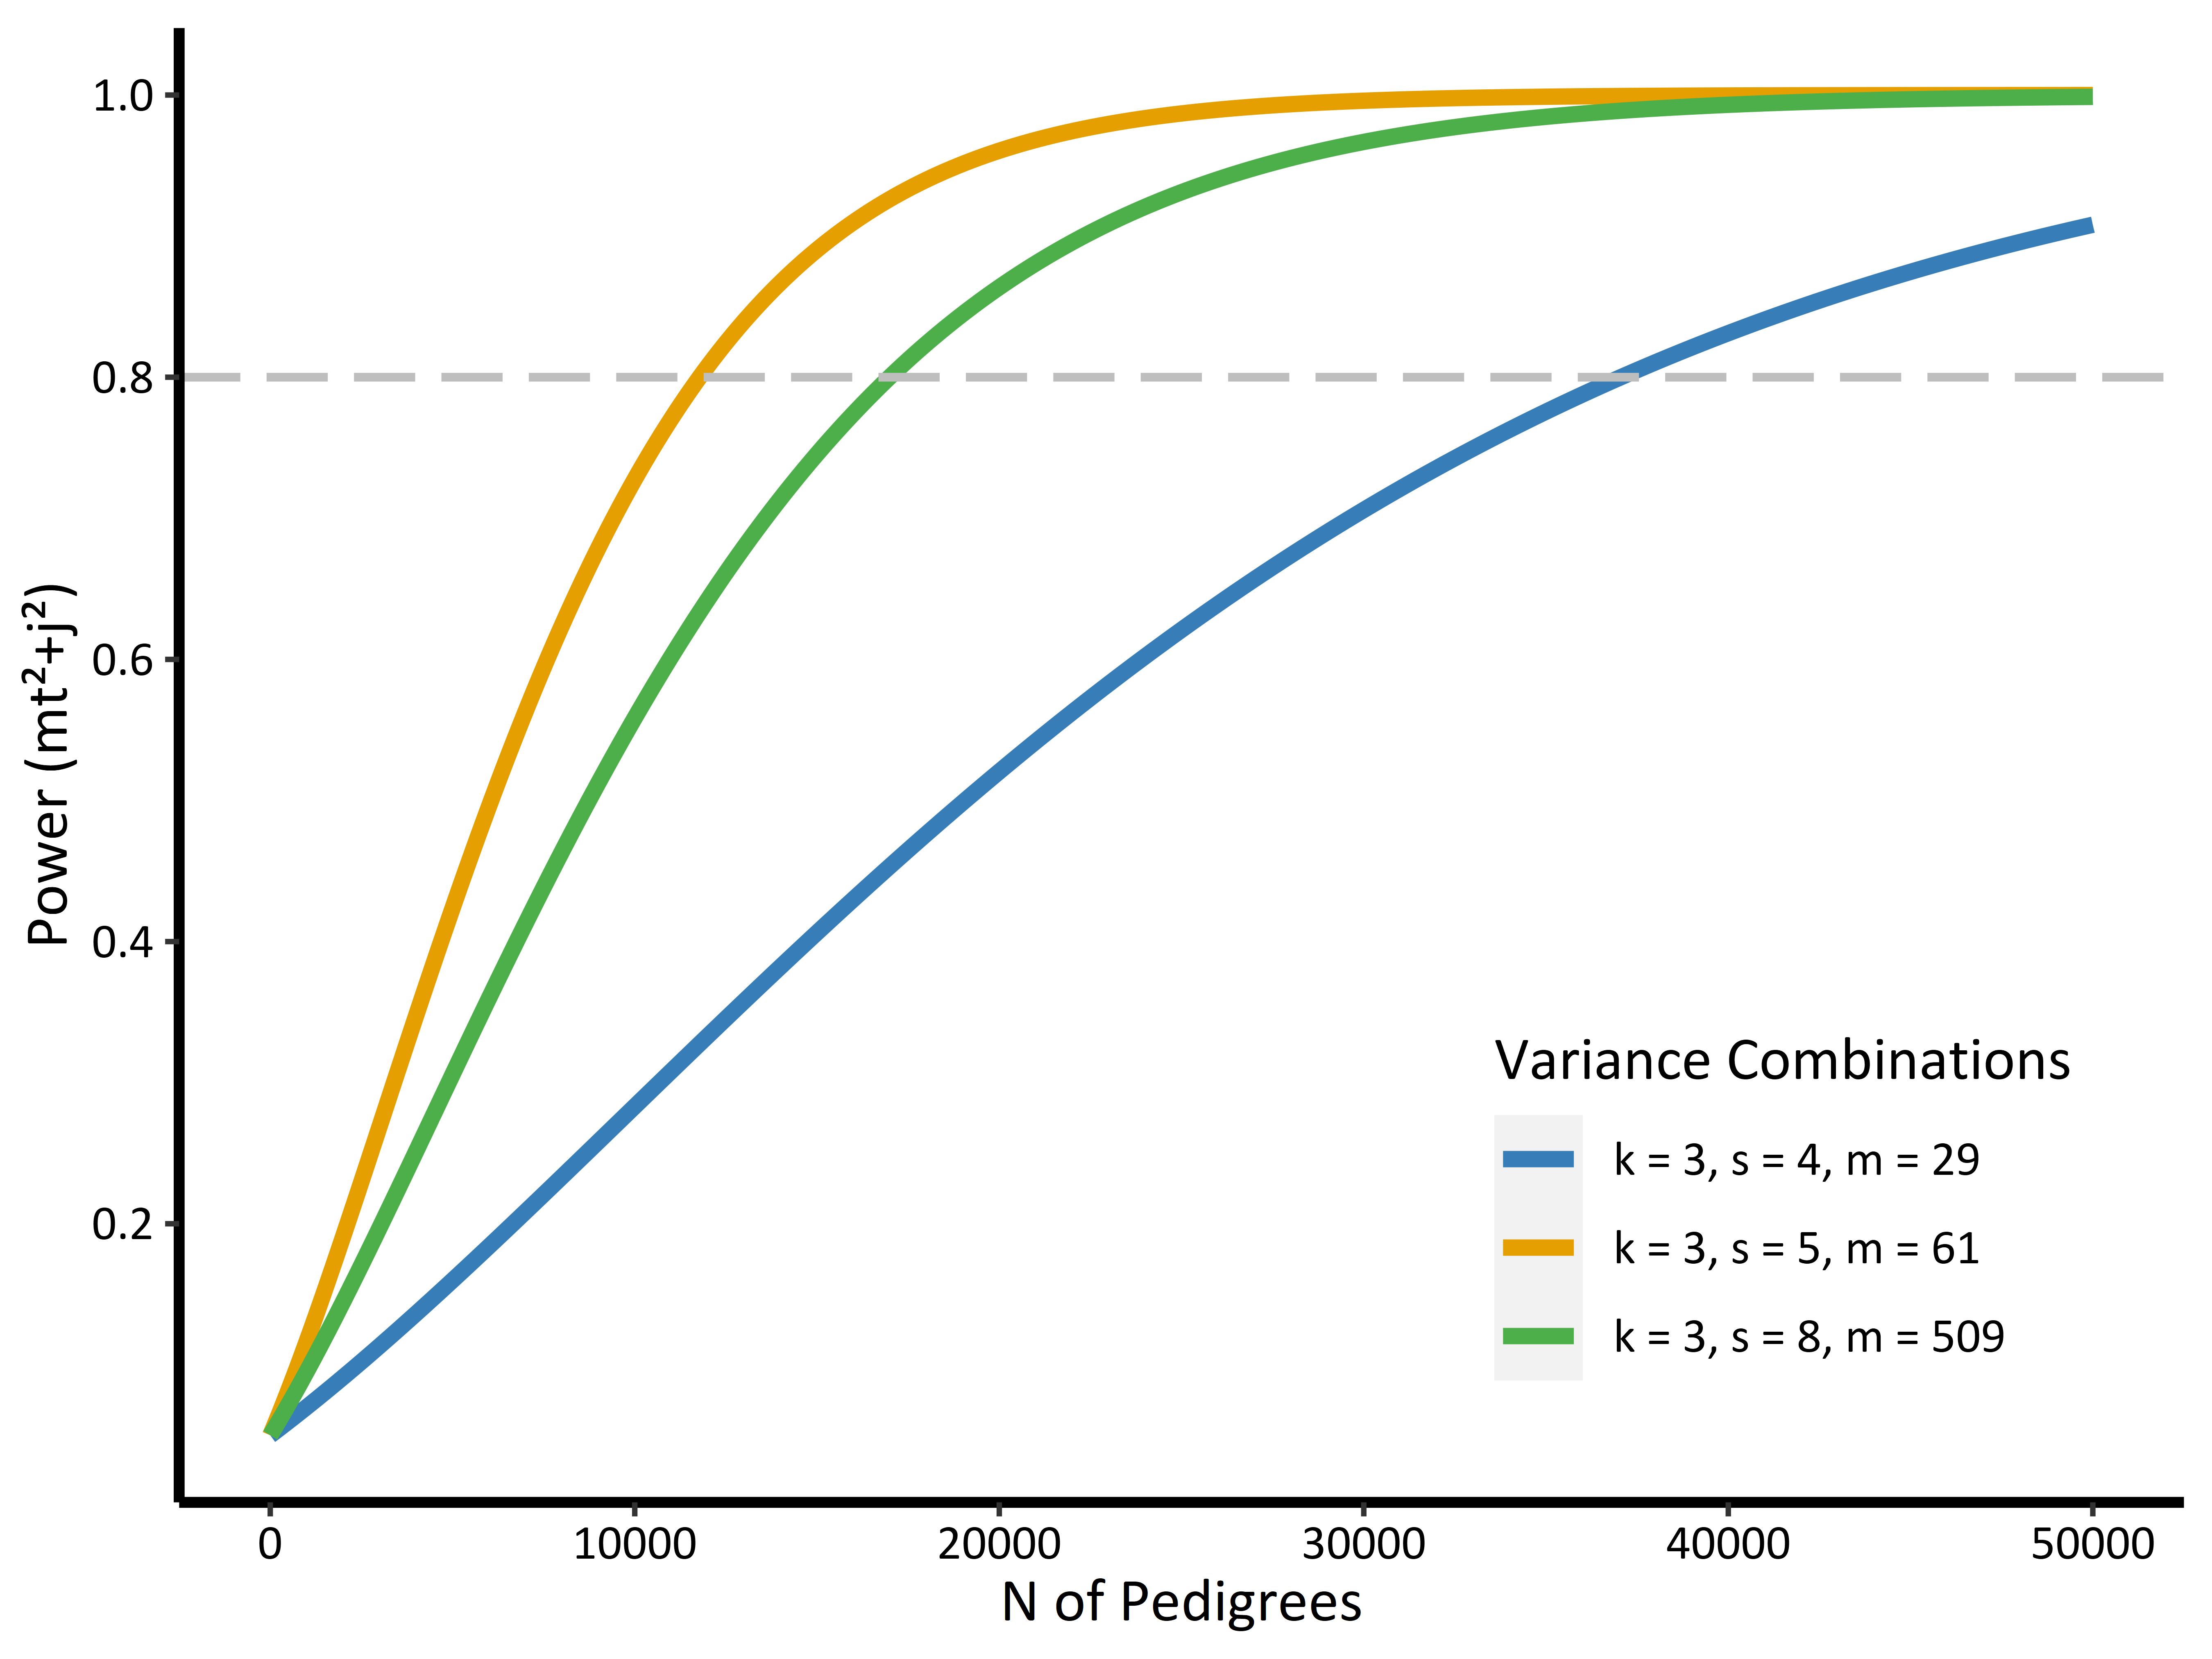 Power (mt²+j²)
1.0
0.8
0.6
0.4
0.2
0
10000
20000
30000
40000
50000
N of Pedigrees
Variance Combinations
k = 3, s = 4, m = 29
k = 3, s = 5, m = 61
k = 3, s = 8, m = 509